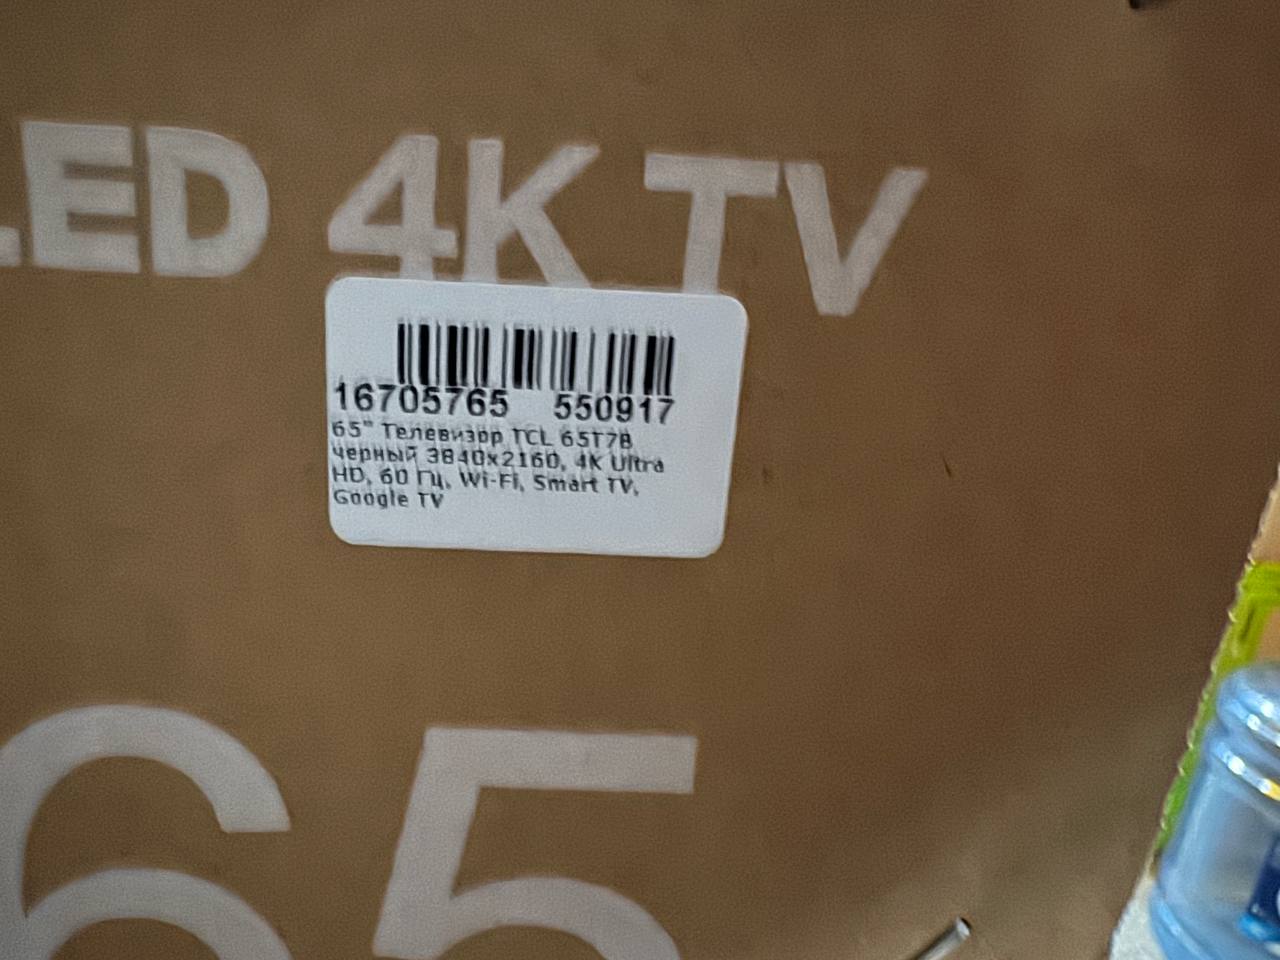 LED 4K TV
16705765 550917
65" Телевизор TCL 65T7B
черный 3840x2160, 4K Ultra
HD, 60 Гц, Wi-Fi, Smart TV,
Google TV
65